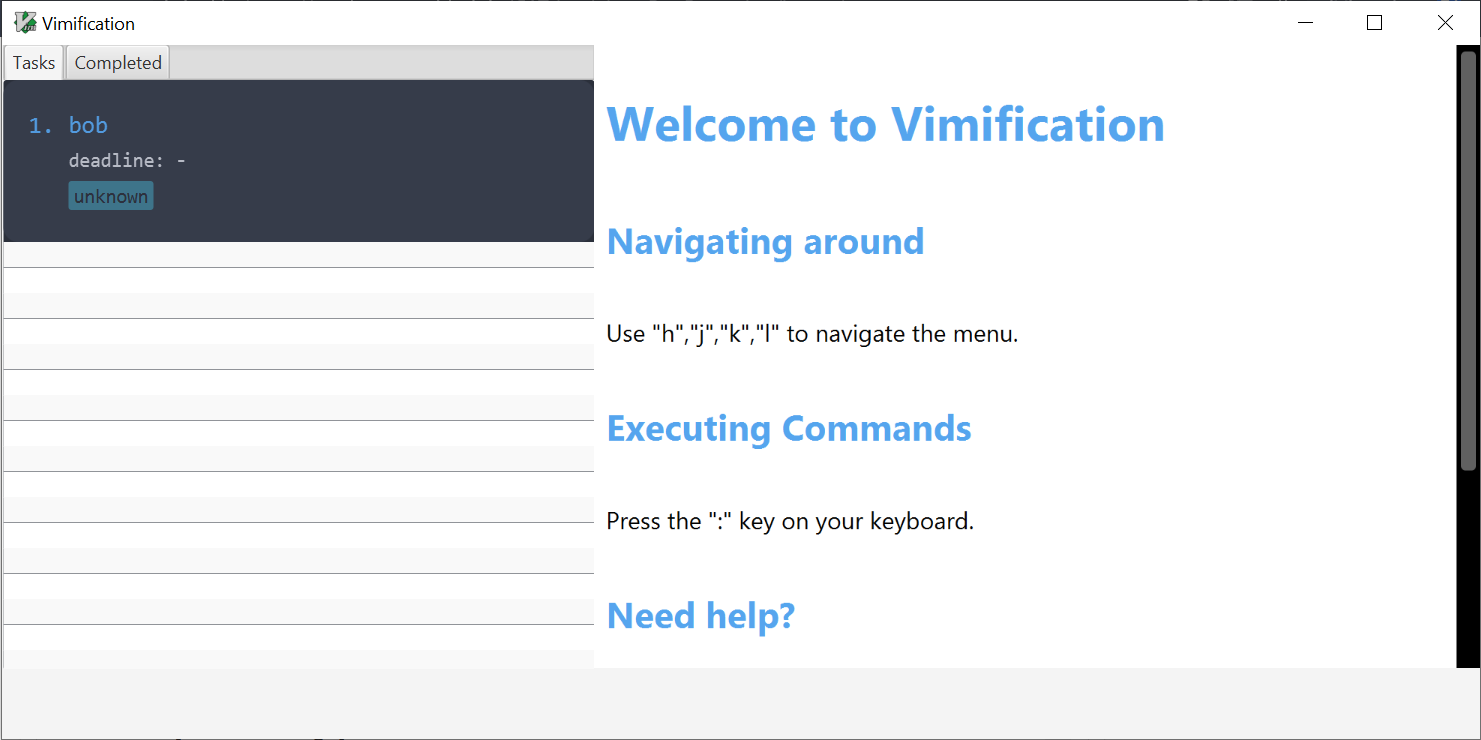 Vimification
Tasks Completed
1. bob
deadline: -
unknown
Welcome to Vimification
Navigating around
Use "h","j","k","l" to navigate the menu.
Executing Commands
Press the ":" key on your keyboard.
Need help?